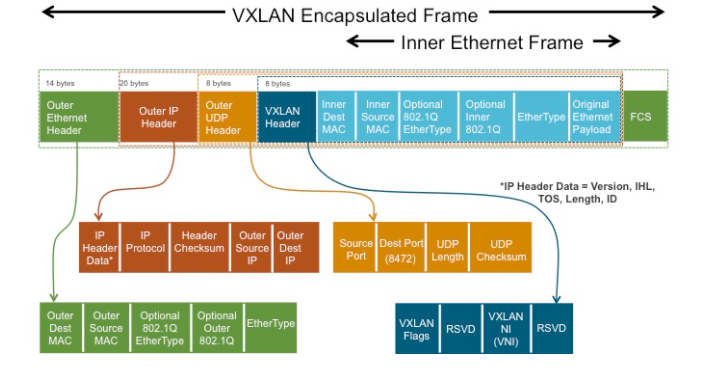 VXLAN Encapsulated Frame
Inner Ethernet Frame
14 bytes
20 bytes
8 bytes
8 bytes
Outer
Ethernet
Header
Outer IP
Header
Outer
UDP
Header
VXLAN
Header
Inner
Dest
MAC
Inner
Source
MAC
Optional
802.1Q
EtherType
Optional
Inner
802.1Q
EtherType
Original
Ethernet
Payload
FCS
*IP Header Data = Version, IHL,
TOS, Length, ID
IP
Header
Data*
IP
Protocol
Header
Checksum
Outer
Source
IP
Outer
Dest
IP
Source
Port
Dest Port
(8472)
UDP
Length
UDP
Checksum
Outer
Dest
MAC
Outer
Source
MAC
Optional
802.1Q
EtherType
Optional
Outer
802.1Q
EtherType
VXLAN
Flags
RSVD
VXLAN
NI
(VNI)
RSVD